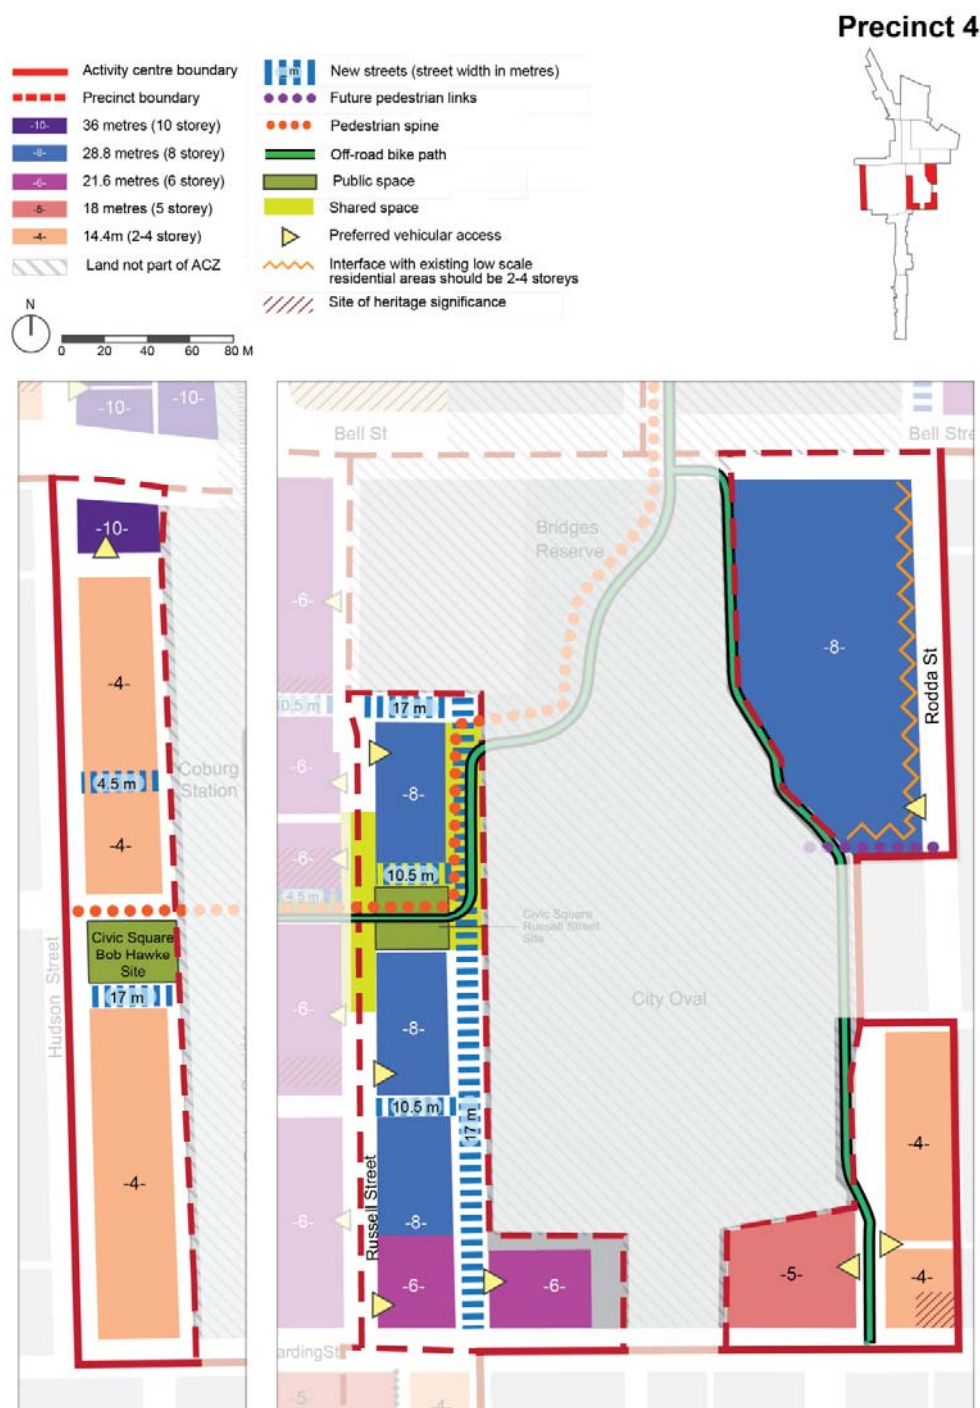 Precinct 4
Activity centre boundary
Precinct boundary
-10- 36 metres (10 storey)
-8- 28.8 metres (8 storey)
-6- 21.6 metres (6 storey)
-5- 18 metres (5 storey)
-4- 14.4m (2-4 storey)
Land not part of ACZ
m New streets (street width in metres)
Future pedestrian links
Pedestrian spine
Off-road bike path
Public space
Shared space
Preferred vehicular access
Interface with existing low scale
residential areas should be 2-4 storeys
Site of heritage significance
N
0 20 40 60 80 M
-10-
-10-
-10-
-4-
4.5 m
-4-
Coburg
Station
Civic Square
Bob Hawke
Site
17 m
Hudson Street
-4-
Bell St
Bell Stre
Bridges
Reserve
-6-
-8-
Rodda St
0.5 m
17 m
-6-
-8-
-6-
10.5 m
4.5 m
Civic Square
Russell Street
Site
City Oval
-6-
-8-
10.5 m
17 m
-4-
Russell Street
-6-
-8-
-6-
-6-
-5-
-4-
ardingSt
-5-
-4-